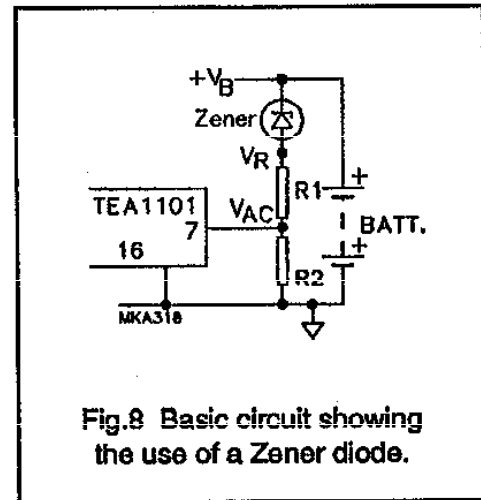 +VB
Zener
VR
R1
TEA1101
VAC
7
BATT.
16
R2
MKA318
Fig.8 Basic circuit showing
the use of a Zener diode.